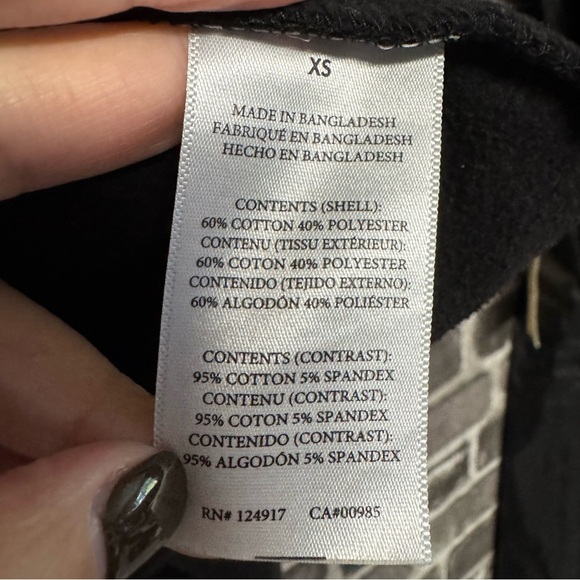 XS
MADE IN BANGLADESH
FABRIQUÉ EN BANGLADESH
HECHO EN BANGLADESH
CONTENTS (SHELL):
60% COTTON 40% POLYESTER
CONTENU (TISSU EXTÉRIEUR):
60% COTON 40% POLYESTER
CONTENIDO (TEJIDO EXTERNO):
60% ALGODÓN 40% POLIÉSTER
CONTENTS (CONTRAST):
95% COTTON 5% SPANDEX
CONTENU (CONTRAST):
95% COTON 5% SPANDEX
CONTENIDO (CONTRAST):
95% ALGODÓN 5% SPANDEX
RN# 124917 CA#00985